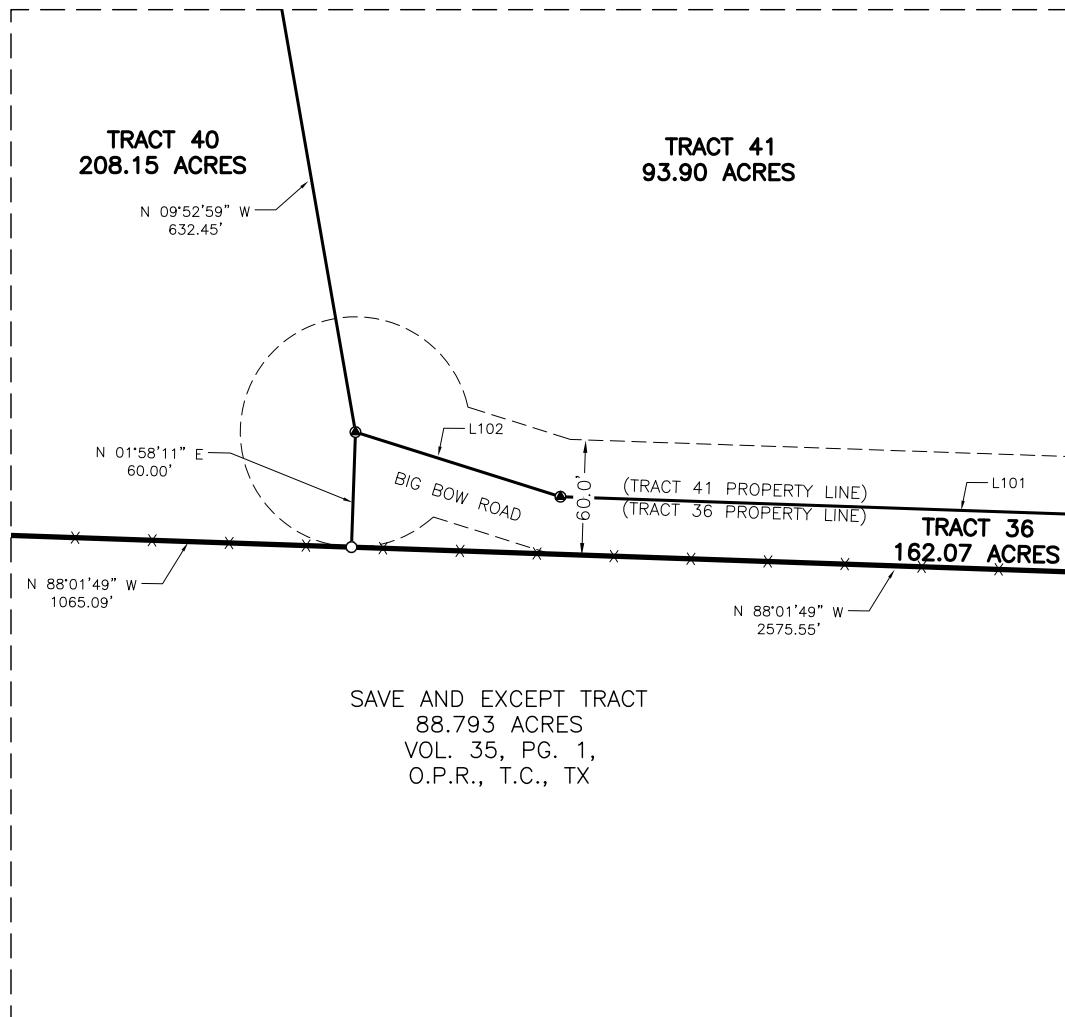 TRACT 40
208.15 ACRES
TRACT 41
93.90 ACRES
N 09°52'59" W
632.45'
L102
N 01°58'11" E
60.00'
BIG BOW ROAD
60.0'
(TRACT 41 PROPERTY LINE)
(TRACT 36 PROPERTY LINE)
L101
TRACT 36
162.07 ACRES
N 88°01'49" W
1065.09'
N 88°01'49" W
2575.55'
SAVE AND EXCEPT TRACT
88.793 ACRES
VOL. 35, PG. 1,
O.P.R., T.C., TX